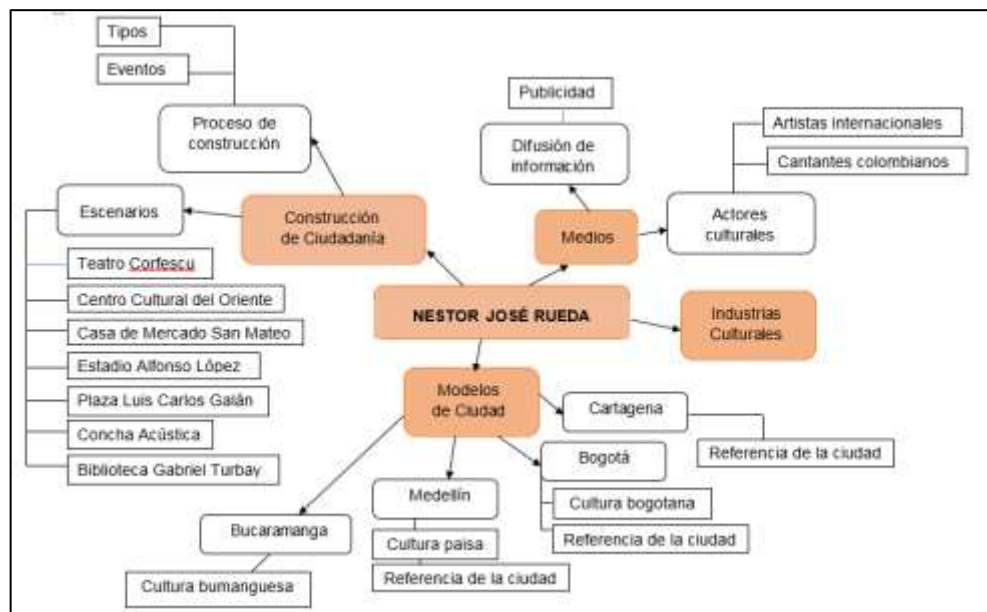 Tipos
Eventos
Proceso de
construcción
Publicidad
Difusión de
información
Artistas internacionales
Cantantes colombianos
Actores
culturales
Escenarios
Construcción
de Ciudadanía
Medios
Teatro Corfescu
Centro Cultural del Oriente
Casa de Mercado San Mateo
Estadio Alfonso López
Plaza Luis Carlos Galán
Concha Acústica
Biblioteca Gabriel Turbay
NESTOR JOSÉ RUEDA
Industrias
Culturales
Modelos
de Ciudad
Cartagena
Referencia de la ciudad
Bogotá
Cultura bogotana
Referencia de la ciudad
Medellín
Cultura paisa
Referencia de la ciudad
Bucaramanga
Cultura bumanguesa